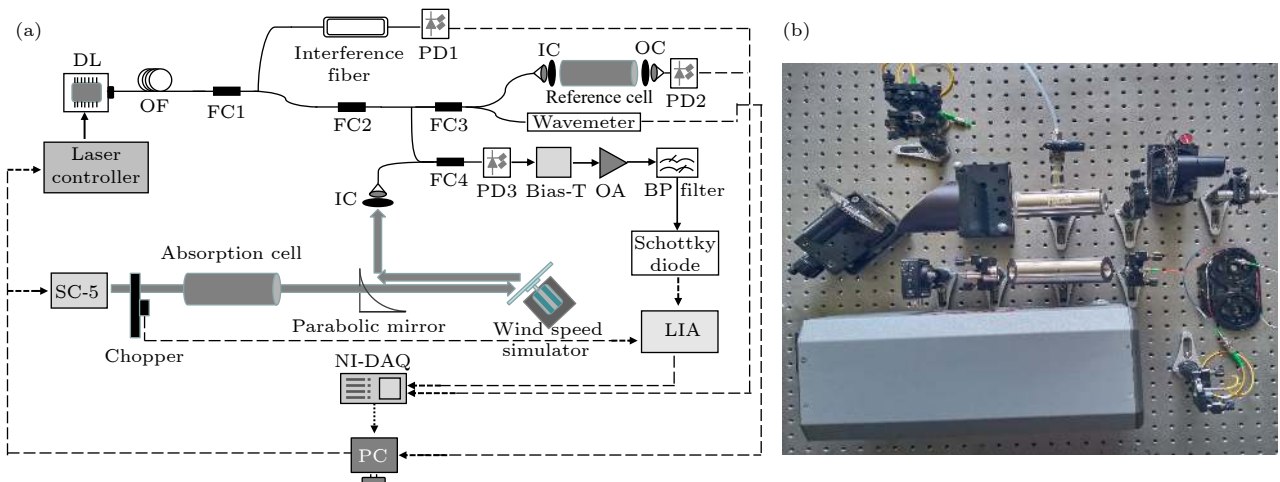 (a)
(b)
DL
OF
FC1
Interference
fiber
PD1
IC
OC
Reference cell
PD2
FC2
FC3
Wavemeter
Laser
controller
FC4
PD3
Bias-T
OA
BP filter
IC
Schottky
diode
Absorption cell
SC-5
Parabolic mirror
Wind speed
simulator
LIA
Chopper
NI-DAQ
PC